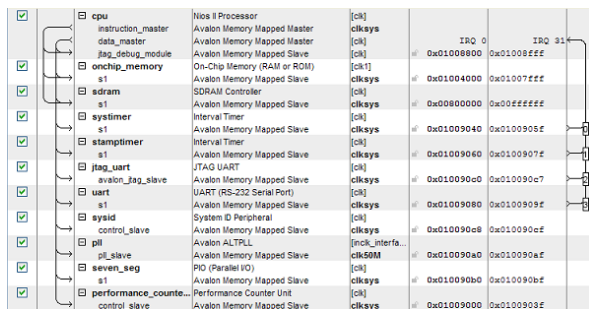 cpu Nios II Processor [clk]
instruction_master Avalon Memory Mapped Master clksys
data_master Avalon Memory Mapped Master IRQ 0 IRQ 31
jtag_debug_module Avalon Memory Mapped Slave 0x01008800 0x01008fff
onchip_memory On-Chip Memory (RAM or ROM) [clk1]
s1 Avalon Memory Mapped Slave clksys 0x01004000 0x01007fff
sdram SDRAM Controller [clk]
s1 Avalon Memory Mapped Slave clksys 0x00800000 0x00ffffff
systimer Interval Timer [clk]
s1 Avalon Memory Mapped Slave clksys 0x01009040 0x0100905f 0
stamptimer Interval Timer [clk]
s1 Avalon Memory Mapped Slave clksys 0x01009060 0x0100907f 1
jtag_uart JTAG UART [clk]
avalon_jtag_slave Avalon Memory Mapped Slave clksys 0x010090c0 0x010090c7 2
uart UART (RS-232 Serial Port) [clk]
s1 Avalon Memory Mapped Slave clksys 0x01009080 0x0100909f 3
sysid System ID Peripheral [clk]
control_slave Avalon Memory Mapped Slave clksys 0x010090c8 0x010090cf
pll Avalon ALTPLL [inclk_interfa...
pll_slave Avalon Memory Mapped Slave clk50M 0x010090a0 0x010090af
seven_seg PIO (Parallel I/O) [clk]
s1 Avalon Memory Mapped Slave clksys 0x010090b0 0x010090bf
performance_counte... Performance Counter Unit [clk]
control_slave Avalon Memory Mapped Slave clksys 0x01009000 0x0100903f